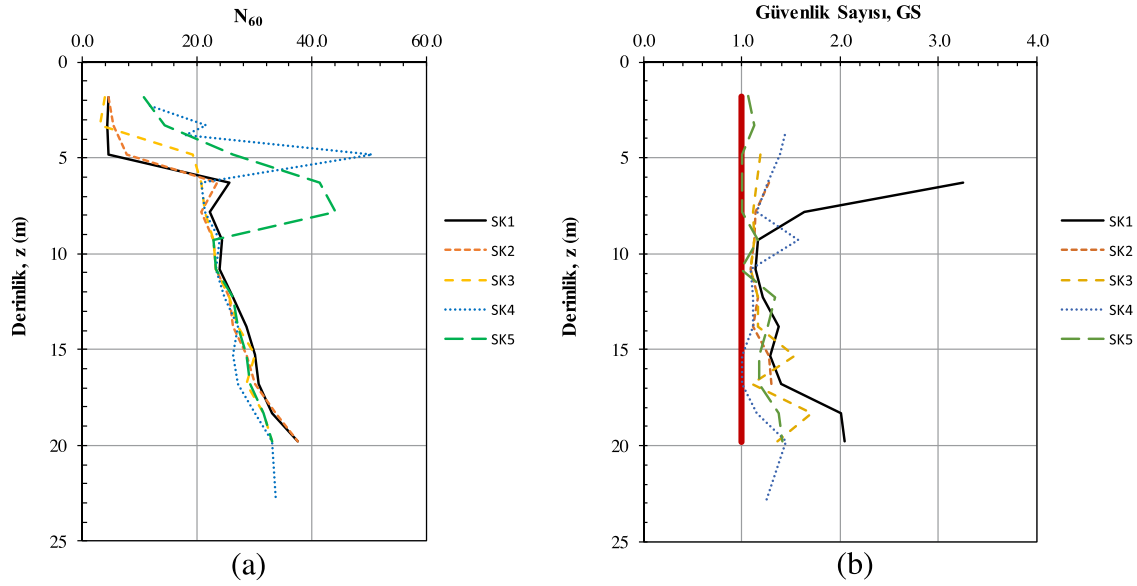 N60
0.0 20.0 40.0 60.0
0
5
10
15
20
25
Derinlik, z (m)
SK1
SK2
SK3
SK4
SK5
(a)
Güvenlik Sayısı, GS
0.0 1.0 2.0 3.0 4.0
0
5
10
15
20
25
Derinlik, z (m)
SK1
SK2
SK3
SK4
SK5
(b)